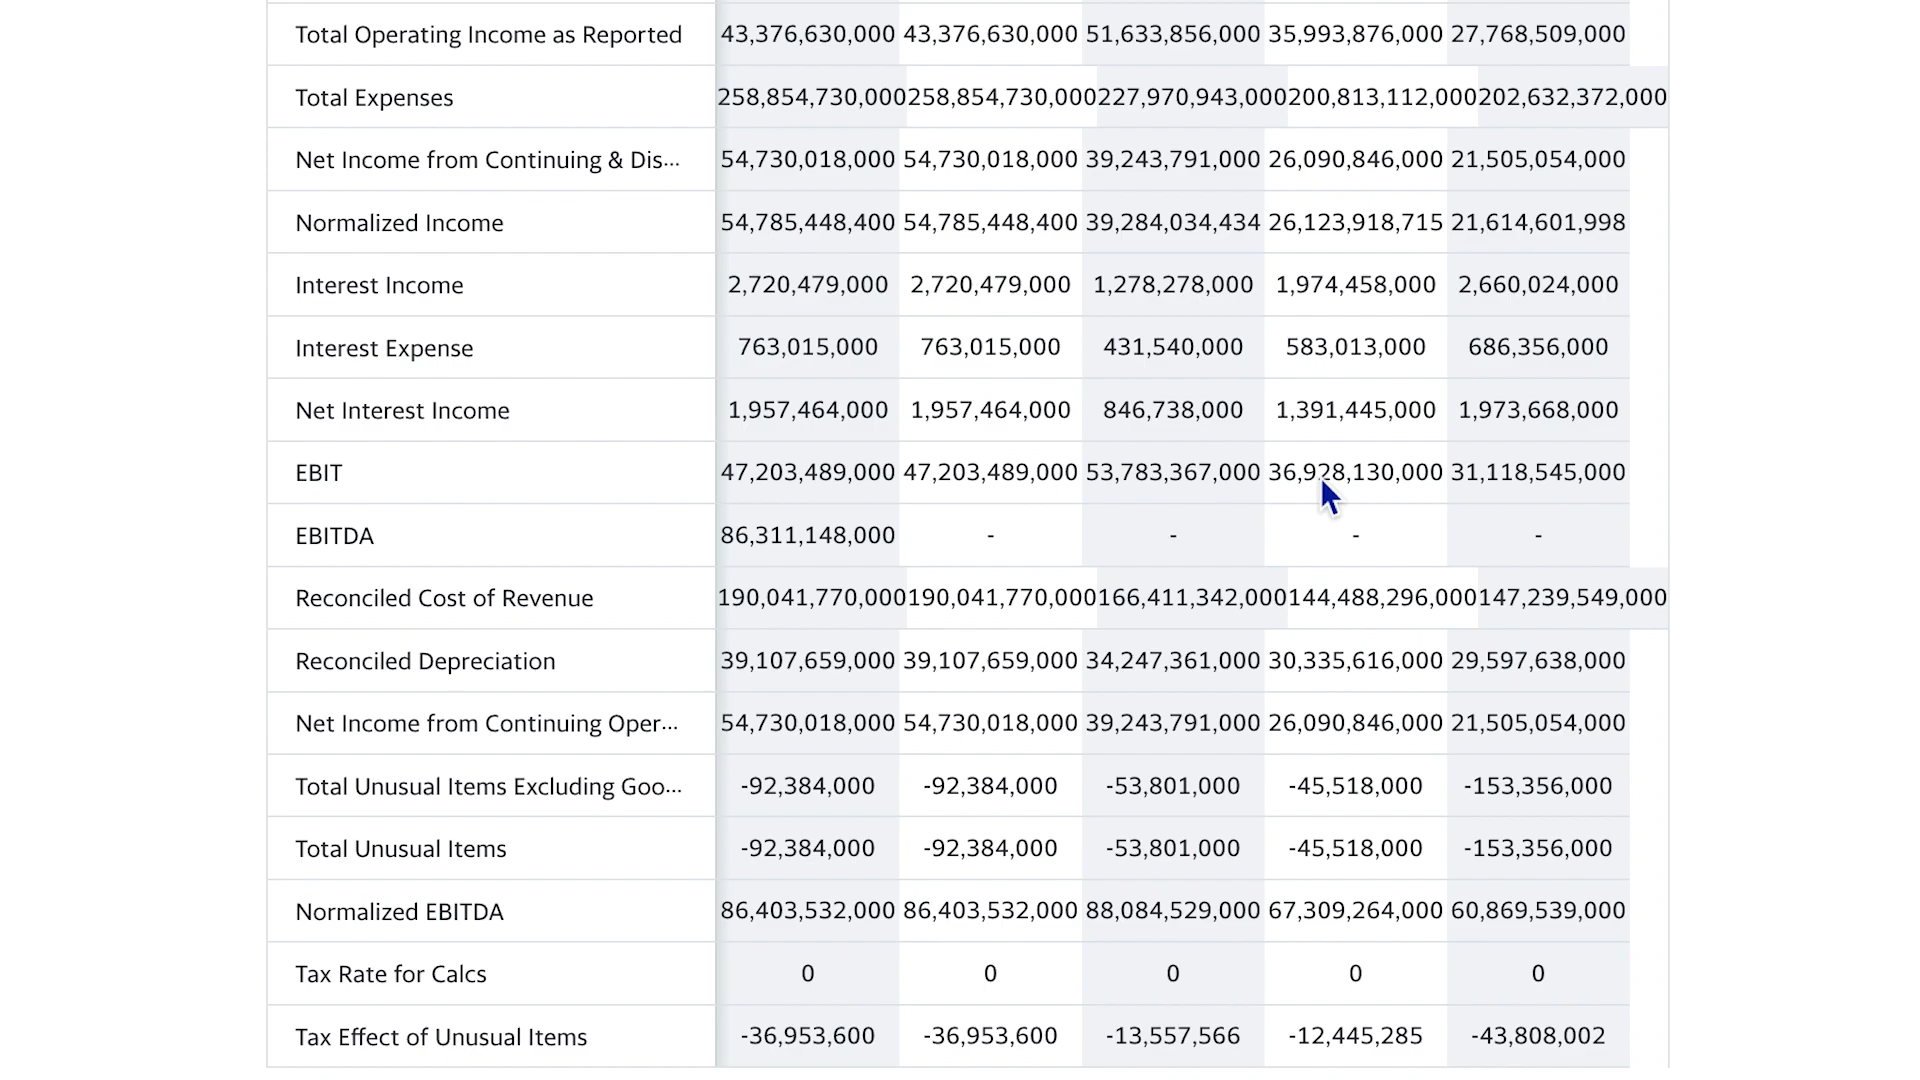 Total Operating Income as Reported 43,376,630,000 43,376,630,000 51,633,856,000 35,993,876,000 27,768,509,000
Total Expenses 258,854,730,000 258,854,730,000 227,970,943,000 200,813,112,000 202,632,372,000
Net Income from Continuing & Dis... 54,730,018,000 54,730,018,000 39,243,791,000 26,090,846,000 21,505,054,000
Normalized Income 54,785,448,400 54,785,448,400 39,284,034,434 26,123,918,715 21,614,601,998
Interest Income 2,720,479,000 2,720,479,000 1,278,278,000 1,974,458,000 2,660,024,000
Interest Expense 763,015,000 763,015,000 431,540,000 583,013,000 686,356,000
Net Interest Income 1,957,464,000 1,957,464,000 846,738,000 1,391,445,000 1,973,668,000
EBIT 47,203,489,000 47,203,489,000 53,783,367,000 36,928,130,000 31,118,545,000
EBITDA 86,311,148,000 - - - -
Reconciled Cost of Revenue 190,041,770,000 190,041,770,000 166,411,342,000 144,488,296,000 147,239,549,000
Reconciled Depreciation 39,107,659,000 39,107,659,000 34,247,361,000 30,335,616,000 29,597,638,000
Net Income from Continuing Oper... 54,730,018,000 54,730,018,000 39,243,791,000 26,090,846,000 21,505,054,000
Total Unusual Items Excluding Goo... -92,384,000 -92,384,000 -53,801,000 -45,518,000 -153,356,000
Total Unusual Items -92,384,000 -92,384,000 -53,801,000 -45,518,000 -153,356,000
Normalized EBITDA 86,403,532,000 86,403,532,000 88,084,529,000 67,309,264,000 60,869,539,000
Tax Rate for Calcs 0 0 0 0 0
Tax Effect of Unusual Items -36,953,600 -36,953,600 -13,557,566 -12,445,285 -43,808,002